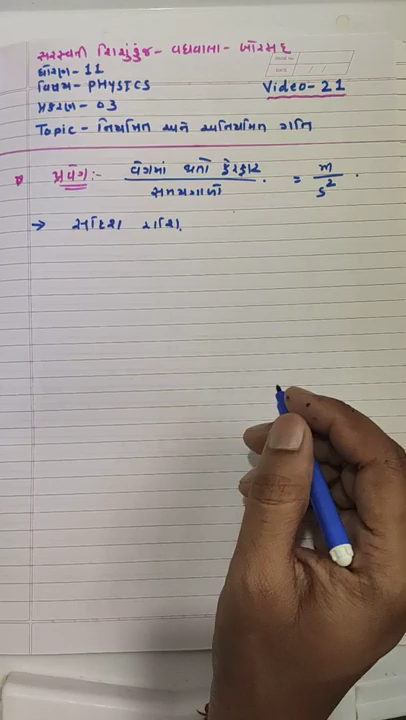 સરસ્વતી શિશુકુંજ - વઘવાલા - બોરસદ
ધોરણ - 11
વિષય - PHYSICS
Video - 21
પ્રકરણ - 03
Topic - નિયમિત અને અનિયમિત ગતિ
પ્રવેગ :- વેગમાં થતો ફેરફાર / સમયગાળો = m / s²
→ સદિશ રાશિ.